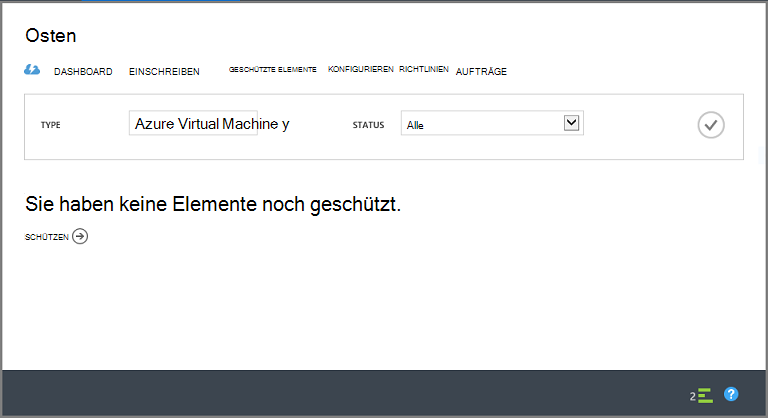 Osten
DASHBOARD EINSCHREIBEN GESCHÜTZTE ELEMENTE KONFIGURIEREN RICHTLINIEN AUFTRÄGE
TYPE Azure Virtual Machine y STATUS Alle
Sie haben keine Elemente noch geschützt.
SCHÜTZEN
2 ?